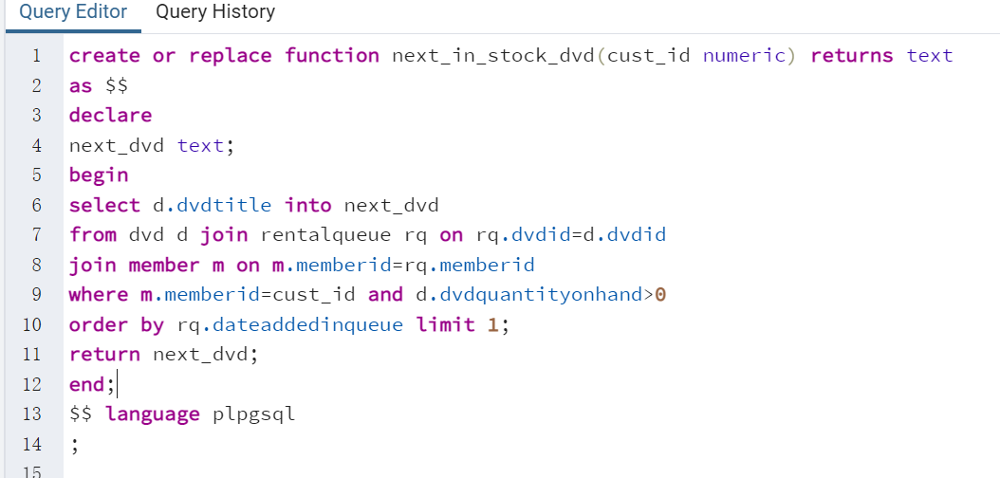 Query Editor Query History
1 create or replace function next_in_stock_dvd(cust_id numeric) returns text
2 as $$
3 declare
4 next_dvd text;
5 begin
6 select d.dvdtitle into next_dvd
7 from dvd d join rentalqueue rq on rq.dvdid=d.dvdid
8 join member m on m.memberid=rq.memberid
9 where m.memberid=cust_id and d.dvdquantityonhand>0
10 order by rq.dateaddedinqueue limit 1;
11 return next_dvd;
12 end;
13 $$ language plpgsql
14 ;
15